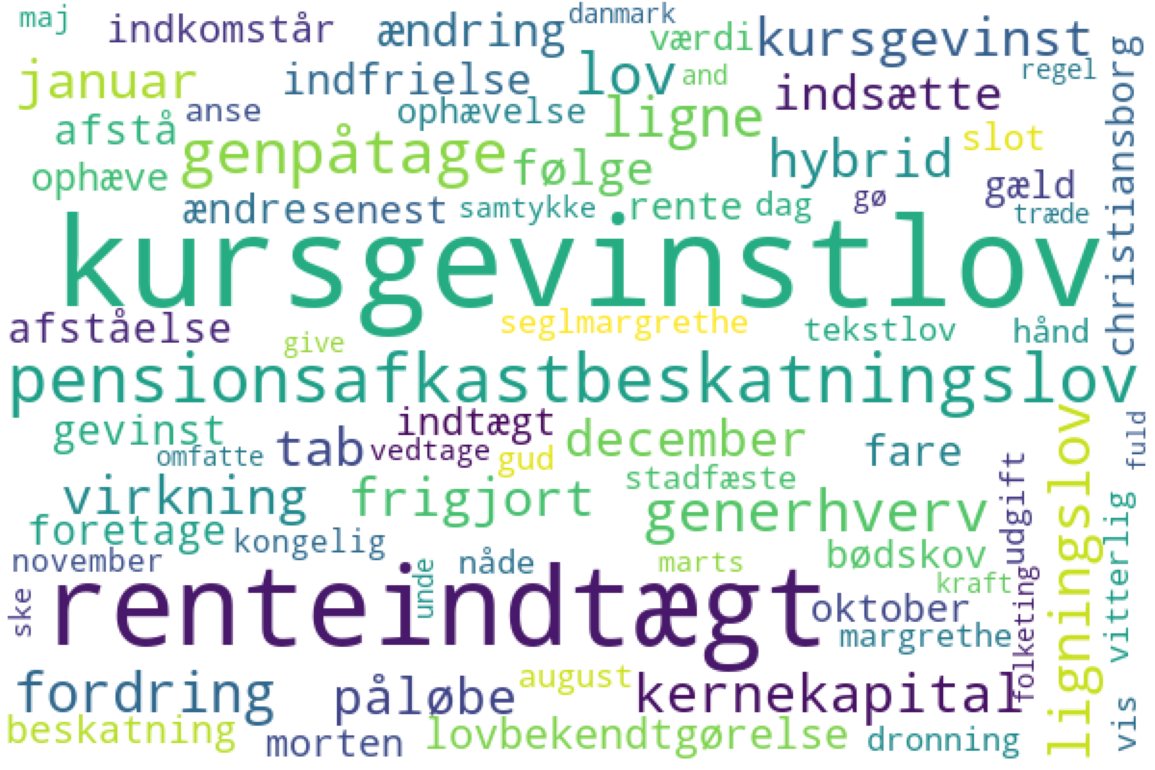 maj indkomstår ændring danmark værdi kursgevinst
januar indfrielse lov and indsætte regel
afstå anse ophævelse ligne slot christiansborg
ophæve genpåtage følge hybrid gæld
ændre senest samtykke rente dag gø træde
kursgevinstlov
afståelse give seglmargrethe tekstlov hånd
pensionsafkastbeskatningslov
gevinst indtægt december fare
omfatte tab vedtage gud stadfæste fuld
virkning frigjort generhverv udgift ligningslov vitterlig
foretage kongelig bødskov
november unde nåde marts kraft
ske renteindtægt oktober
margrethe folketing
fordring påløbe august kernekapital vis
beskatning morten lovbekendtgørelse dronning